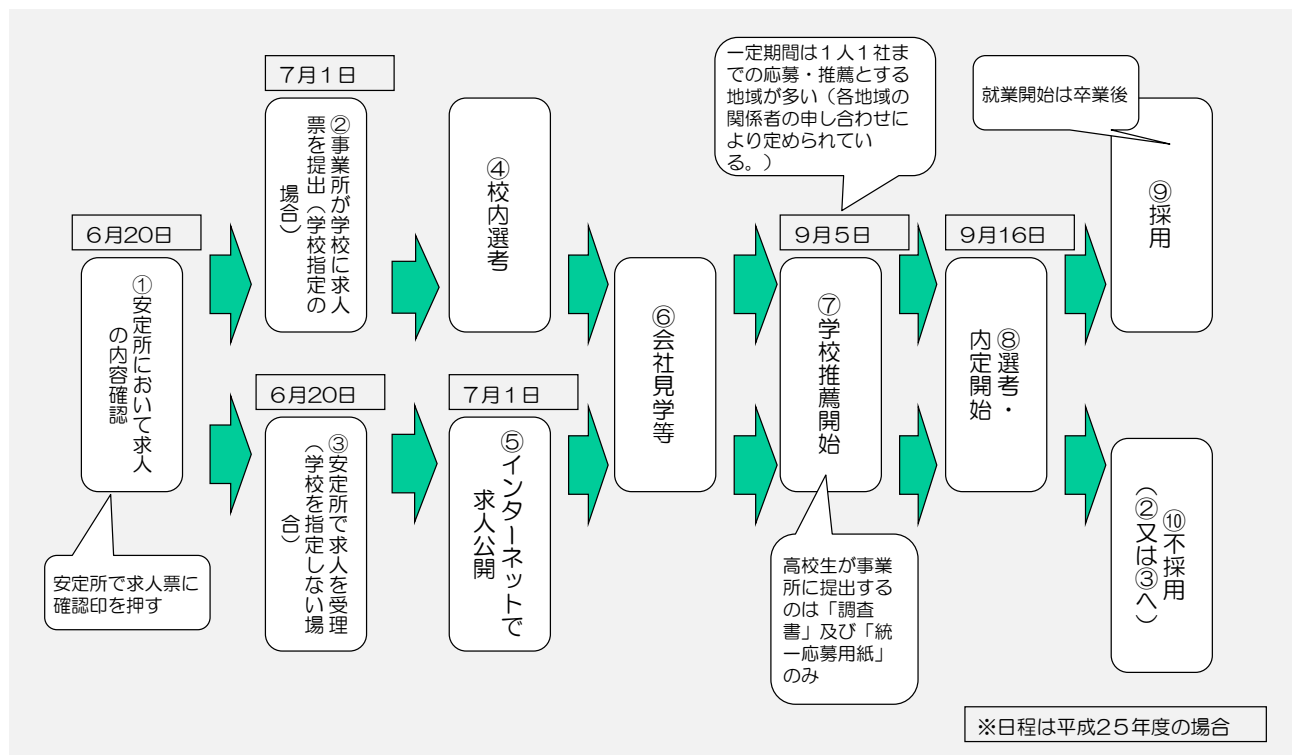 6月20日
①安定所において求人
の内容確認
安定所で求人票に
確認印を押す
7月1日
②事業所が学校に求人
票を提出（学校指定の
場合）
6月20日
③安定所で求人を受理
（学校を指定しない場
合）
④校内選考
7月1日
⑤インターネットで
求人公開
⑥会社見学等
一定期間は1人1社ま
での応募・推薦とする
地域が多い（各地域の
関係者の申し合わせに
より定められてい
る。）
9月5日
⑦学校推薦開始
高校生が事業
所に提出する
のは「調査
書」及び「統
一応募用紙」
のみ
9月16日
⑧選考・
内定開始
就業開始は卒業後
⑨採用
⑩不採用
（②又は③へ）
※日程は平成25年度の場合